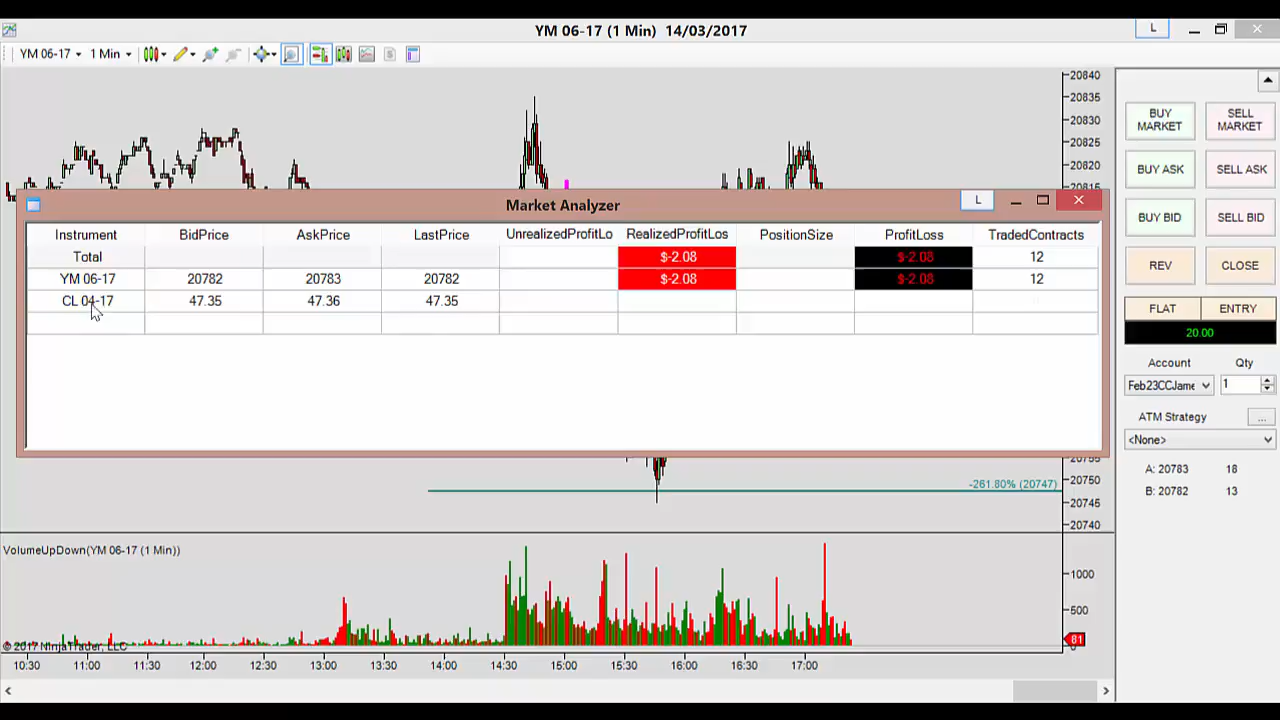 YM 06-17 (1 Min) 14/03/2017
L
YM 06-17 1 Min
20840
20835
20830
20825
20820
20815
BUY MARKET
SELL MARKET
BUY ASK
SELL ASK
BUY BID
SELL BID
REV
CLOSE
FLAT
ENTRY
20.00
Account
Qty
Feb23CCJame
1
ATM Strategy
...
<None>
A: 20783 18
B: 20782 13
Market Analyzer
L
Instrument BidPrice AskPrice LastPrice UnrealizedProfitLo RealizedProfitLos PositionSize ProfitLoss TradedContracts
Total $-2.08 $-2.08 12
YM 06-17 20782 20783 20782 $-2.08 $-2.08 12
CL 04-17 47.35 47.36 47.35
20755
-261.80% (20747)
20750
20745
20740
VolumeUpDown(YM 06-17 (1 Min))
1000
500
81
0
© 2017 NinjaTrader, LLC
10:30 11:00 11:30 12:00 12:30 13:00 13:30 14:00 14:30 15:00 15:30 16:00 16:30 17:00